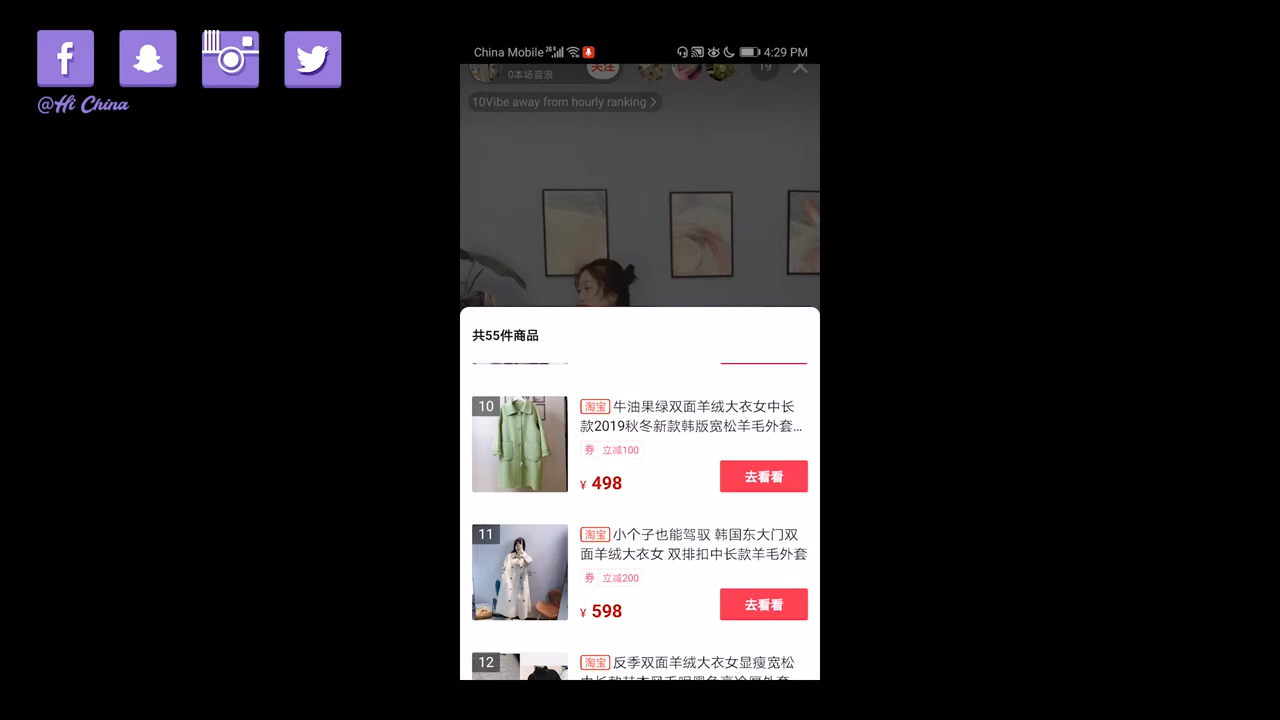 China Mobile
4:29 PM
@Hi China
0本场音浪
关注
19
10Vibe away from hourly ranking
共55件商品
10
淘宝 牛油果绿双面羊绒大衣女中长
款2019秋冬新款韩版宽松羊毛外套...
券 立减100
¥ 498
去看看
11
淘宝 小个子也能驾驭 韩国东大门双
面羊绒大衣女 双排扣中长款羊毛外套
券 立减200
¥ 598
去看看
12
淘宝 反季双面羊绒大衣女显瘦宽松